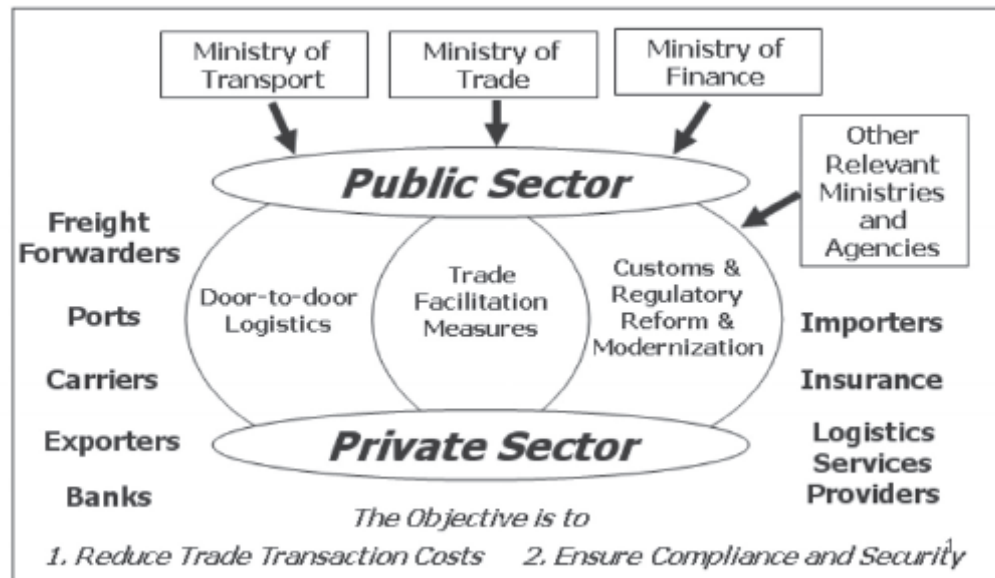 Ministry of
Transport
Ministry of
Trade
Ministry of
Finance
Other
Relevant
Ministries
and
Agencies
Public Sector
Freight
Forwarders
Ports
Carriers
Exporters
Banks
Door-to-door
Logistics
Trade
Facilitation
Measures
Customs &
Regulatory
Reform &
Modernization
Importers
Insurance
Logistics
Services
Providers
Private Sector
The Objective is to
1. Reduce Trade Transaction Costs 2. Ensure Compliance and Security1